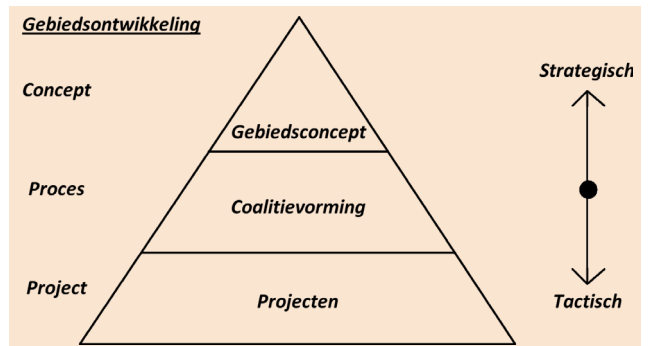 Gebiedsontwikkeling
Strategisch
Concept
Gebiedsconcept
Proces
Coalitievorming
Project
Projecten
Tactisch